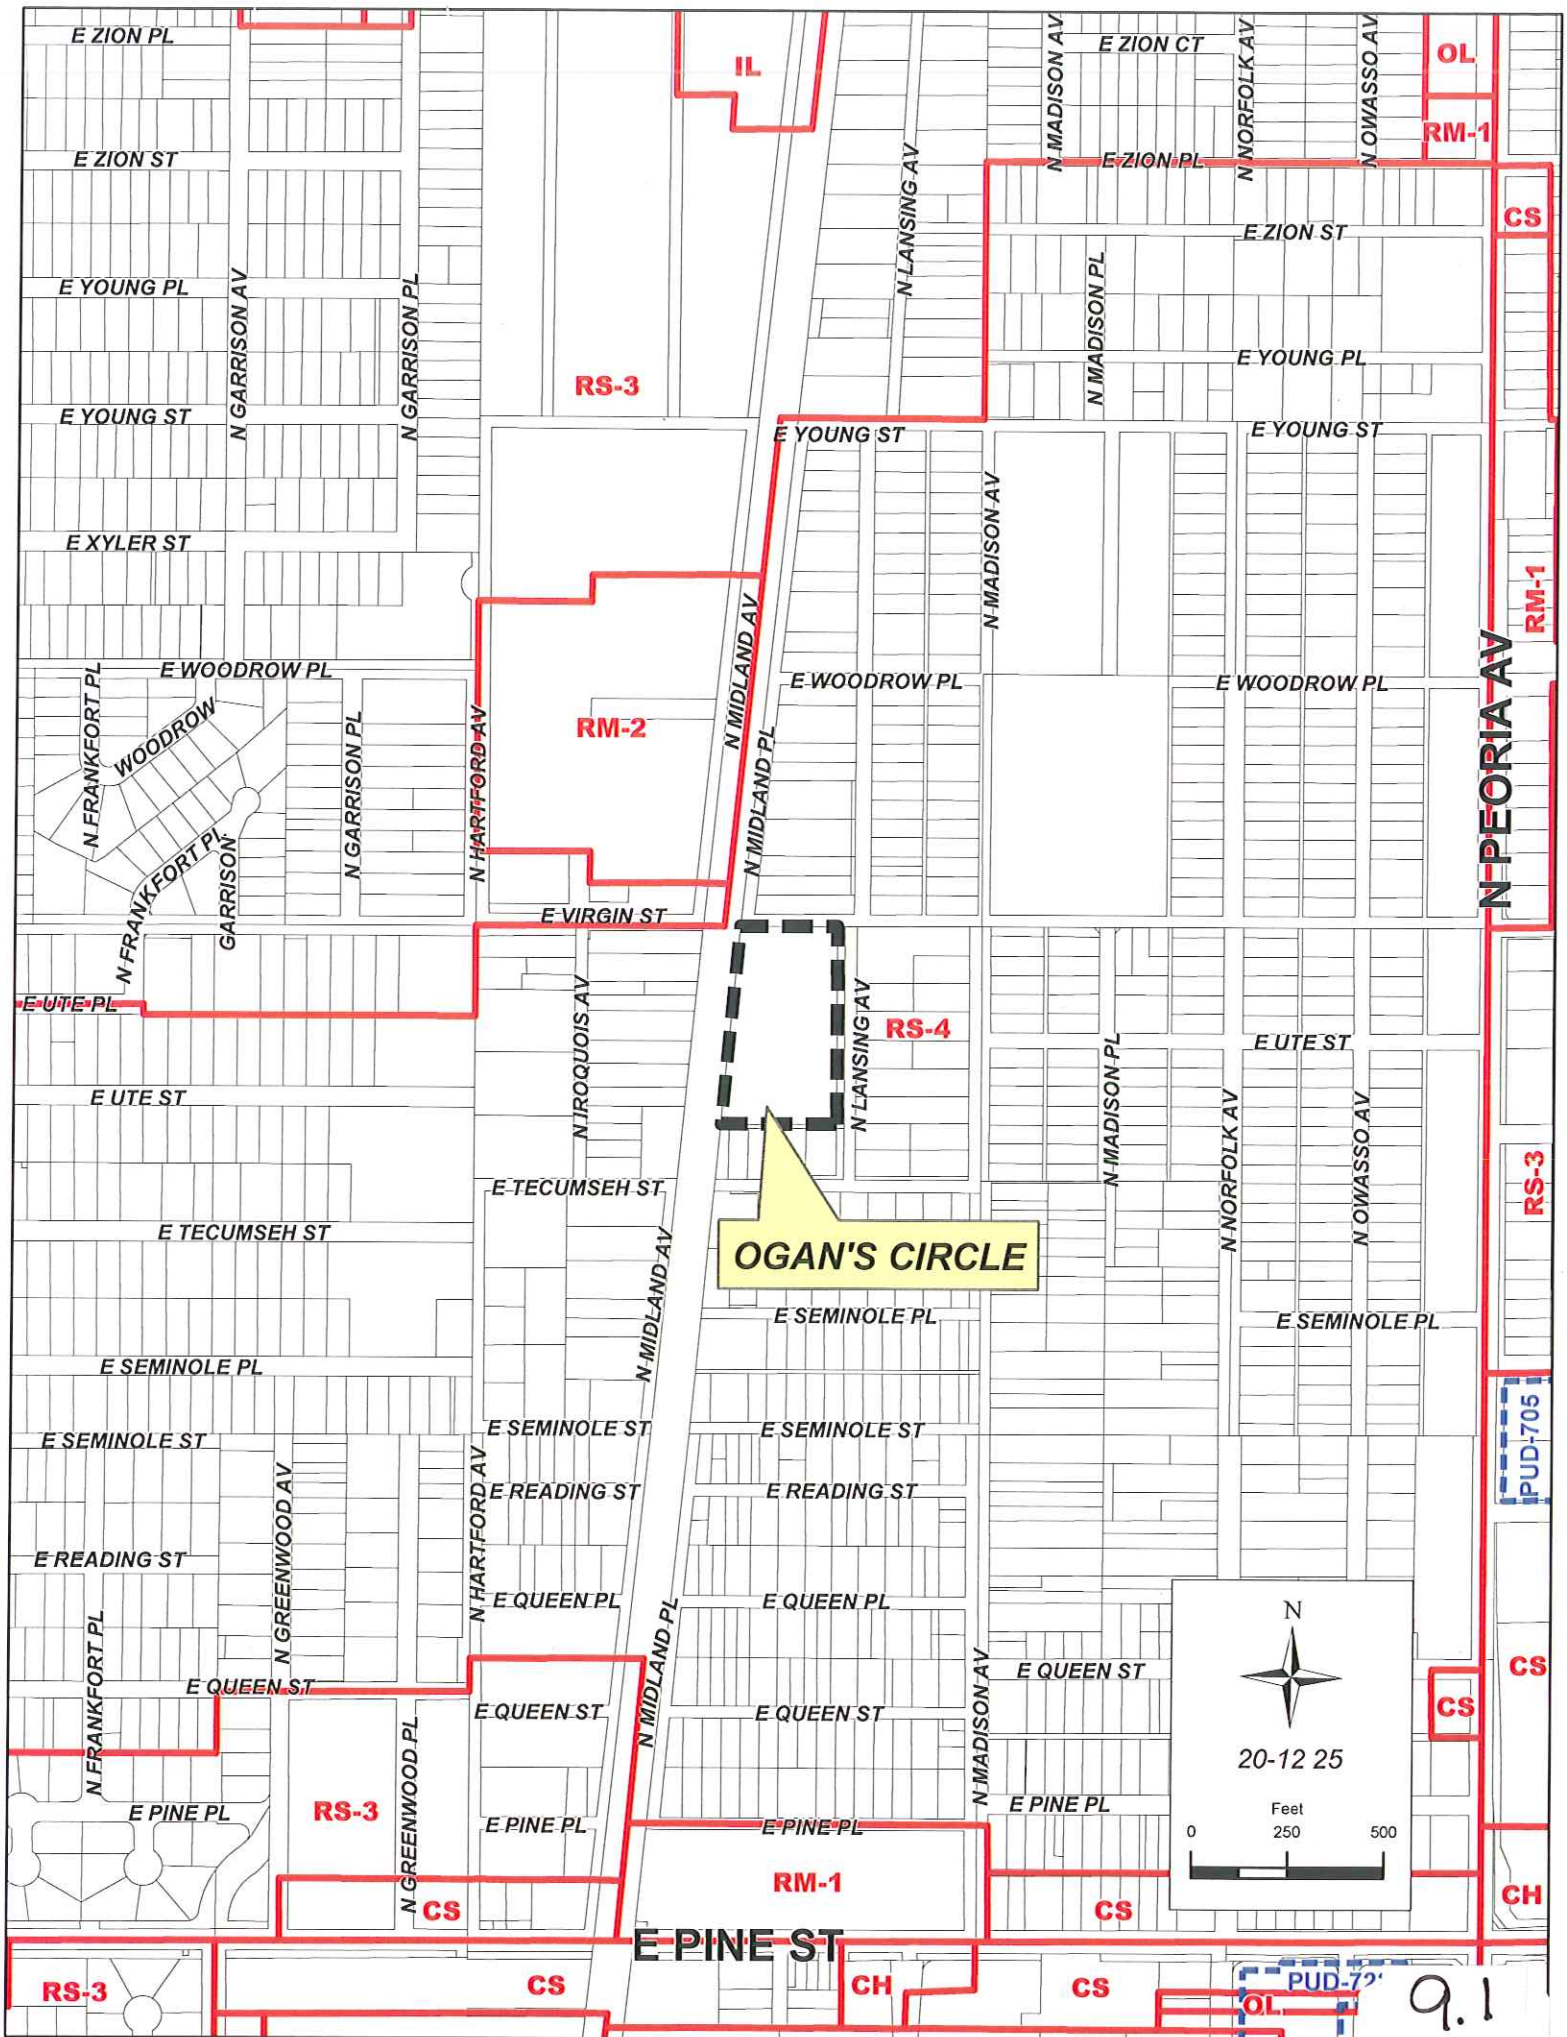 E ZION PL
IL
N MADISON AV
E ZION CT
N NORFOLK AV
N OWASSO AV
OL
RM-1
E ZION ST
N LANSING AV
E ZION PL
CS
E ZION ST
E YOUNG PL
N GARRISON AV
N GARRISON PL
RS-3
N MADISON PL
E YOUNG PL
E YOUNG ST
E YOUNG ST
E YOUNG ST
E XYLER ST
N MADISON AV
RM-1
N MIDLAND AV
E WOODROW PL
E WOODROW PL
E WOODROW PL
N FRANKFORT PL
WOODROW
RM-2
N PEORIA AV
N GARRISON PL
N HARTFORD AV
N MIDLAND PL
N FRANKFORT PL
GARRISON
E VIRGIN ST
E UTE PL
N IROQUOIS AV
N LANSING AV
RS-4
E UTE ST
E UTE ST
N MADISON PL
N NORFOLK AV
N OWASSO AV
E TECUMSEH ST
RS-3
E TECUMSEH ST
OGAN'S CIRCLE
N MIDLAND AV
E SEMINOLE PL
E SEMINOLE PL
E SEMINOLE PL
PUD-705
E SEMINOLE ST
E SEMINOLE ST
E SEMINOLE ST
N GREENWOOD AV
N HARTFORD AV
E READING ST
E READING ST
E READING ST
E QUEEN PL
E QUEEN PL
N
N FRANKFORT PL
N MIDLAND PL
N MADISON AV
E QUEEN ST
CS
E QUEEN ST
E QUEEN ST
E QUEEN ST
CS
20-12 25
N GREENWOOD PL
E PINE PL
RS-3
E PINE PL
E PINE PL
E PINE PL
Feet
0 250 500
RM-1
CS
CS
CH
E PINE ST
RS-3
CS
CH
CS
PUD-72
OL
9.1